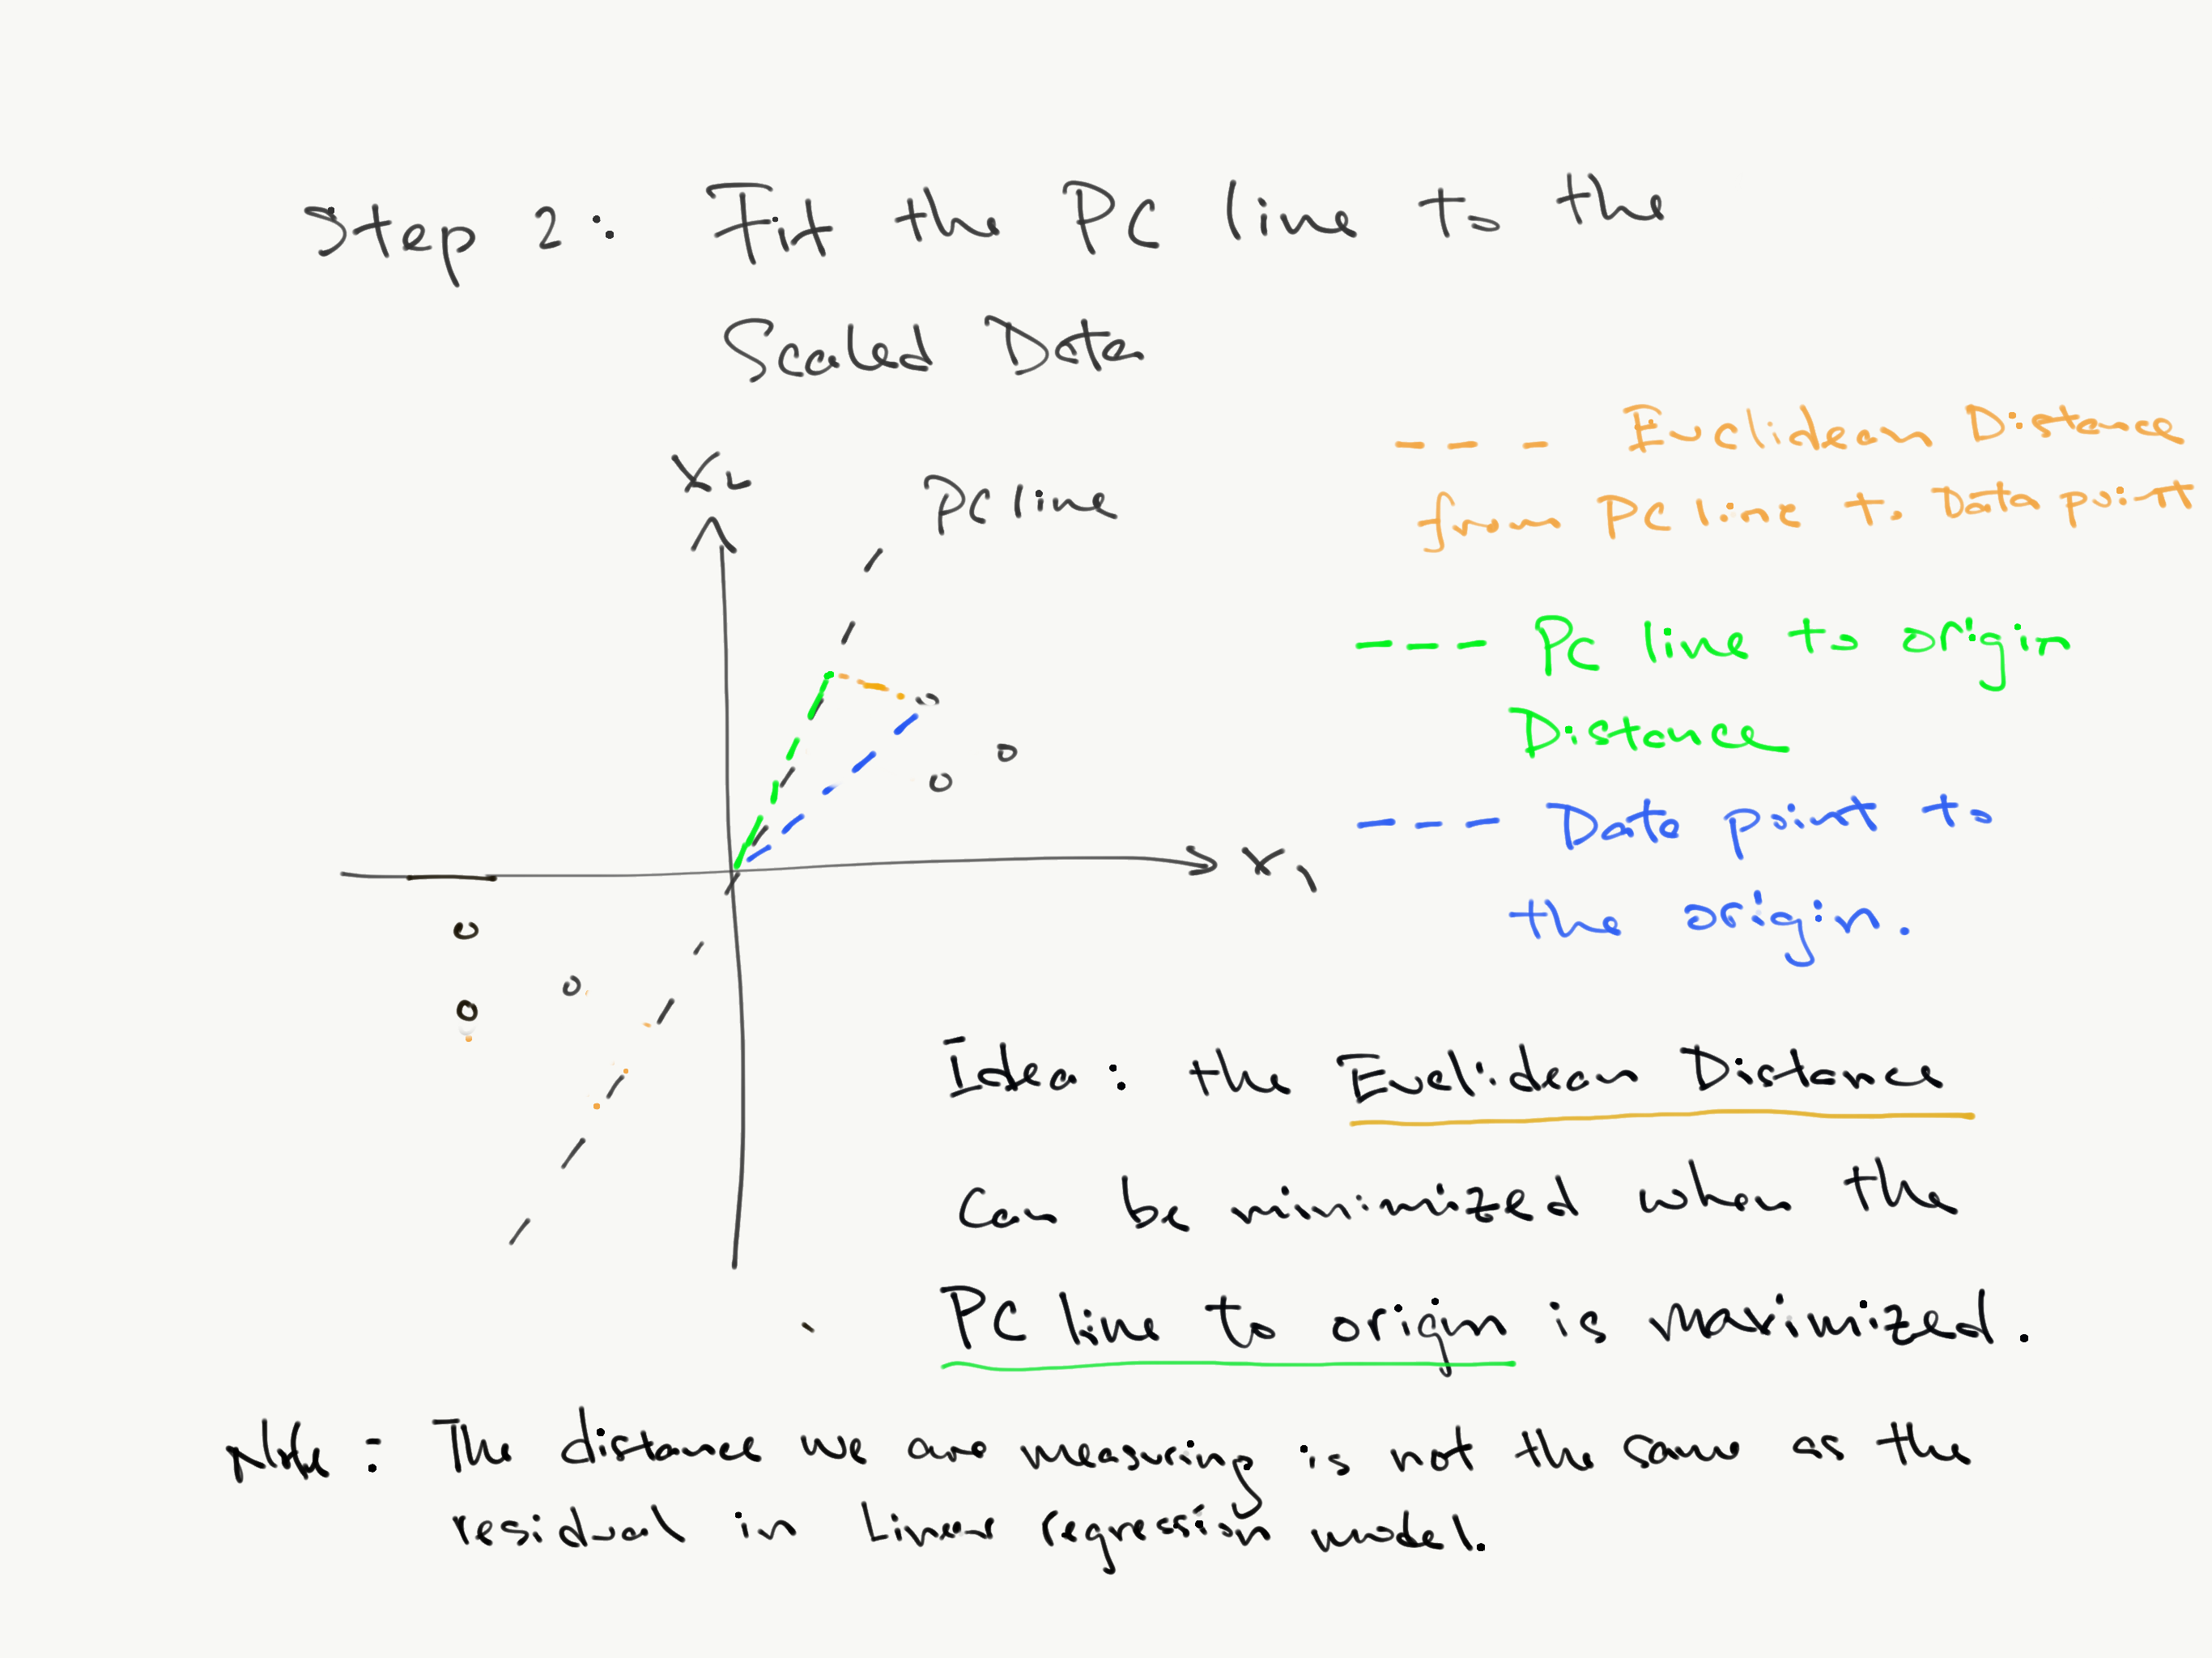 Step 2: Fit the PC line to the
Scaled Data
--- Euclidean Distance
from PC line to Data point
X2
PC line
---- PC line to origin
Distance
--- Data point to
the origin.
X1
Idea: the Euclidean Distance
Can be minimized when the
PC line to origin is maximized.
Note: The distance we are measuring is not the same as the
residual in Linear regression model.